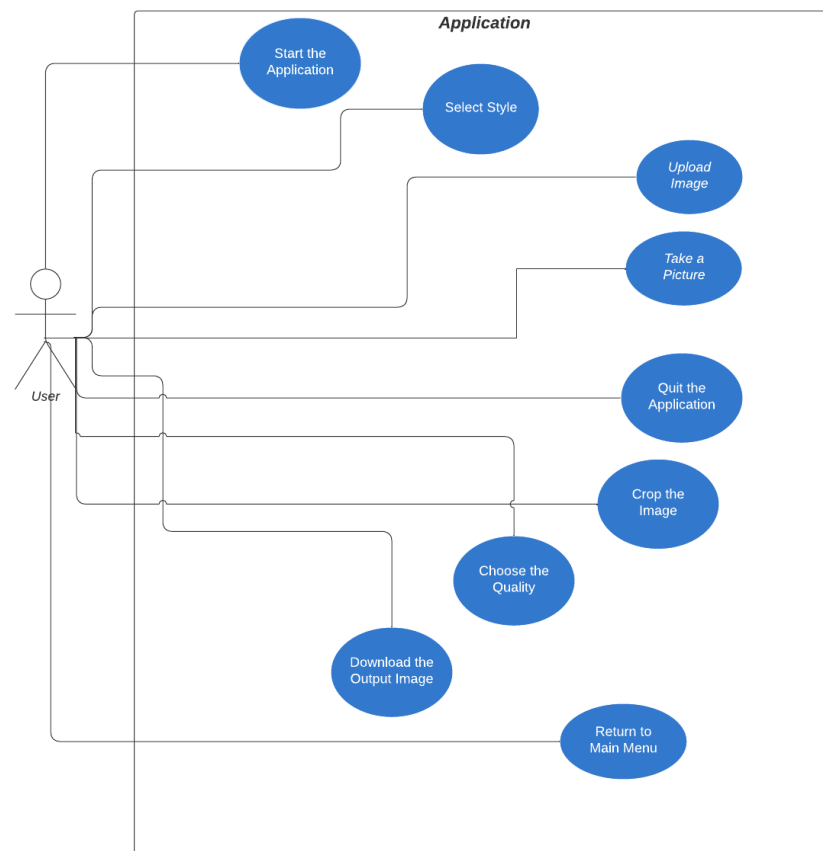 Application
Start the
Application
Select Style
Upload
Image
Take a
Picture
User
Quit the
Application
Crop the
Image
Choose the
Quality
Download the
Output Image
Return to
Main Menu